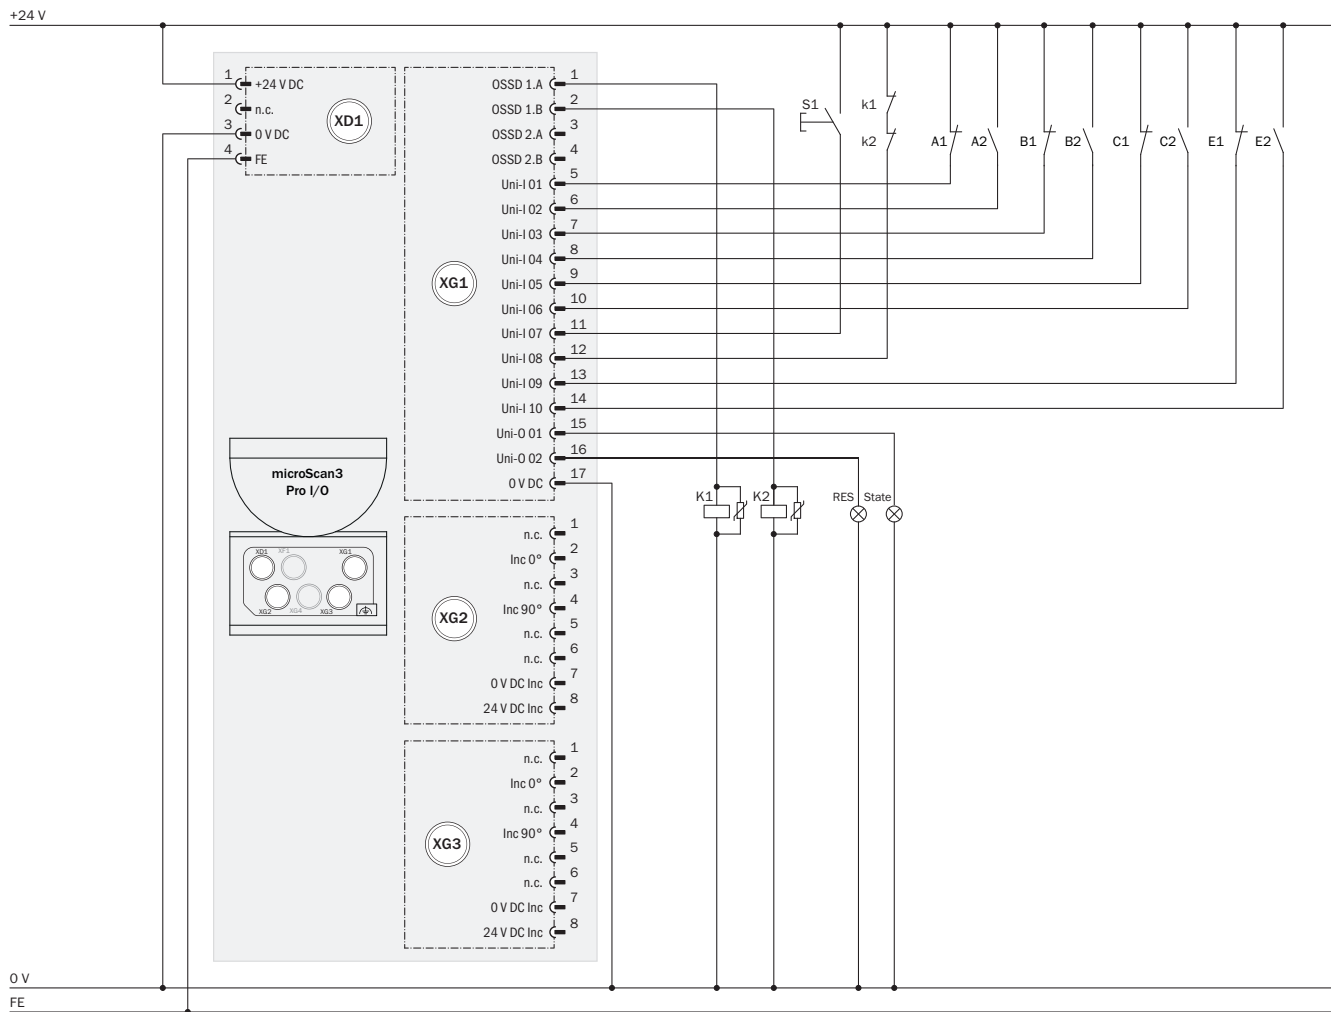 +24 V
1 +24 V DC
2 n.c.
3 0 V DC
4 FE
XD1
XG1
OSSD 1.A 1
OSSD 1.B 2
OSSD 2.A 3
OSSD 2.B 4
Uni-I 01 5
Uni-I 02 6
Uni-I 03 7
Uni-I 04 8
Uni-I 05 9
Uni-I 06 10
Uni-I 07 11
Uni-I 08 12
Uni-I 09 13
Uni-I 10 14
Uni-O 01 15
Uni-O 02 16
0 V DC 17
S1
k1
k2
A1 A2 B1 B2 C1 C2 E1 E2
K1 K2 RES State
microScan3
Pro I/O
XD1 XF1 XG1
XG2 XG4 XG3
XG2
n.c. 1
Inc 0° 2
n.c. 3
Inc 90° 4
n.c. 5
n.c. 6
0 V DC Inc 7
24 V DC Inc 8
XG3
n.c. 1
Inc 0° 2
n.c. 3
Inc 90° 4
n.c. 5
n.c. 6
0 V DC Inc 7
24 V DC Inc 8
0 V
FE